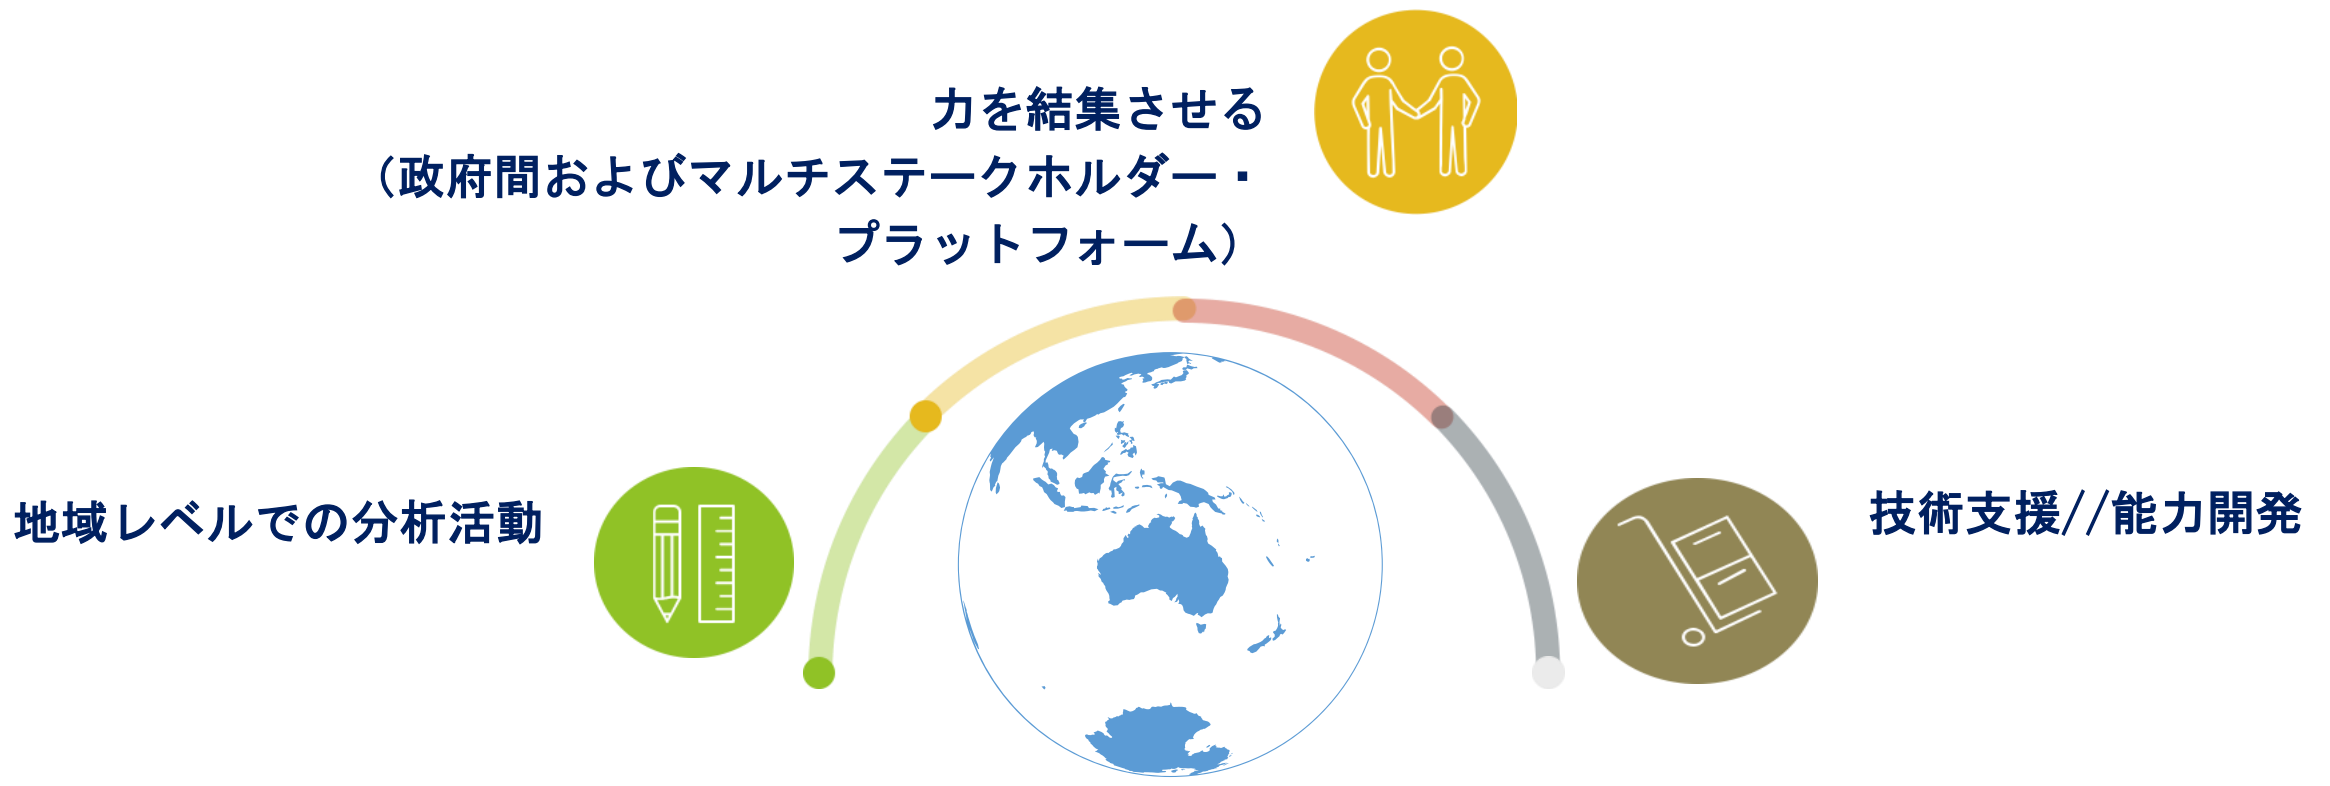 力を結集させる
（政府間およびマルチステークホルダー・
プラットフォーム）
地域レベルでの分析活動
技術支援//能力開発